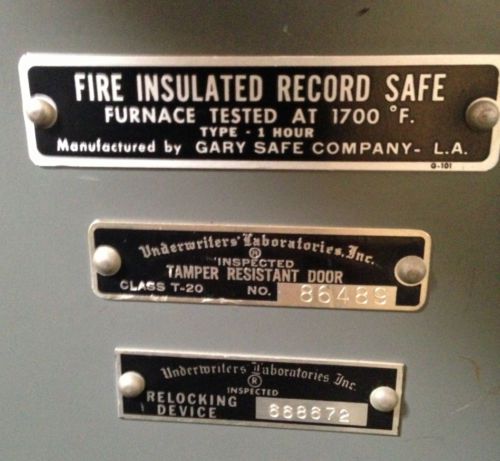 FIRE INSULATED RECORD SAFE
FURNACE TESTED AT 1700 °F.
TYPE - 1 HOUR
Manufactured by GARY SAFE COMPANY- L.A.
G-101
Underwriters' Laboratories, Inc.
®
INSPECTED
TAMPER RESISTANT DOOR
CLASS T-20 NO. 86489
Underwriters Laboratories Inc.
®
INSPECTED
RELOCKING
DEVICE 668672